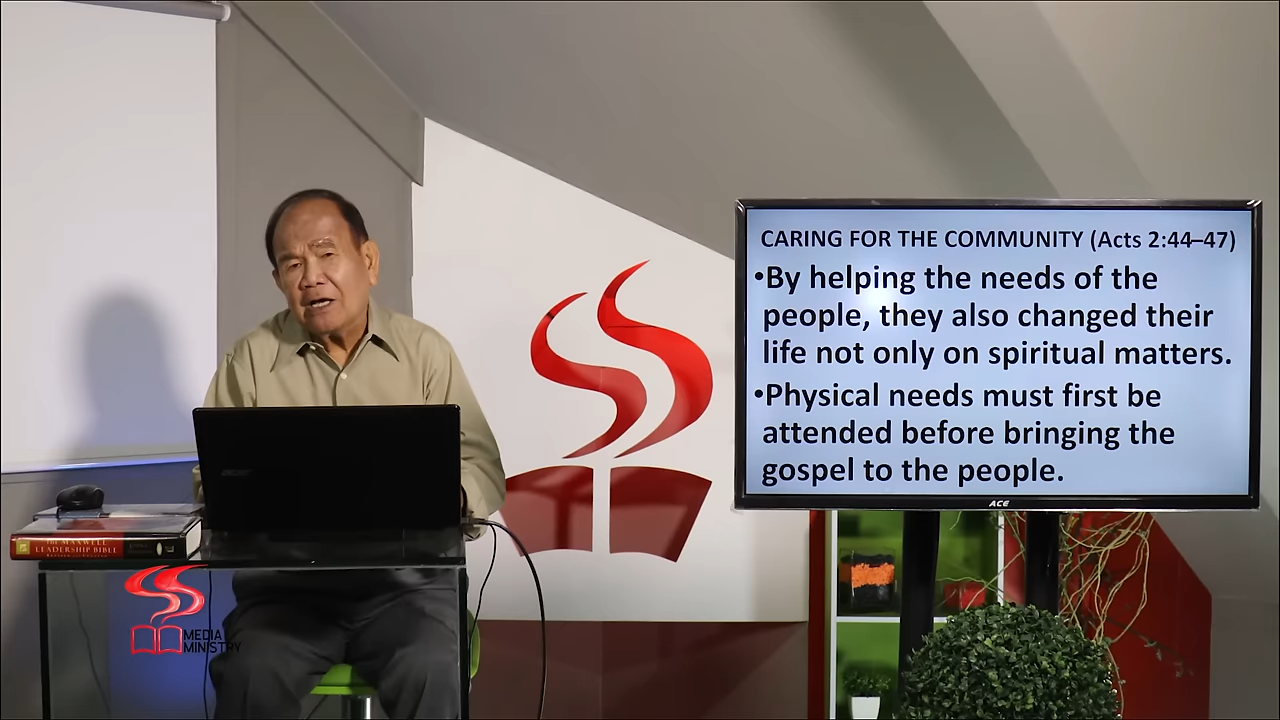 CARING FOR THE COMMUNITY (Acts 2:44–47)
•By helping the needs of the
people, they also changed their
life not only on spiritual matters.
•Physical needs must first be
attended before bringing the
gospel to the people.
ACE
acer
THE MAXWELL
LEADERSHIP BIBLE
MEDIA
MINISTRY